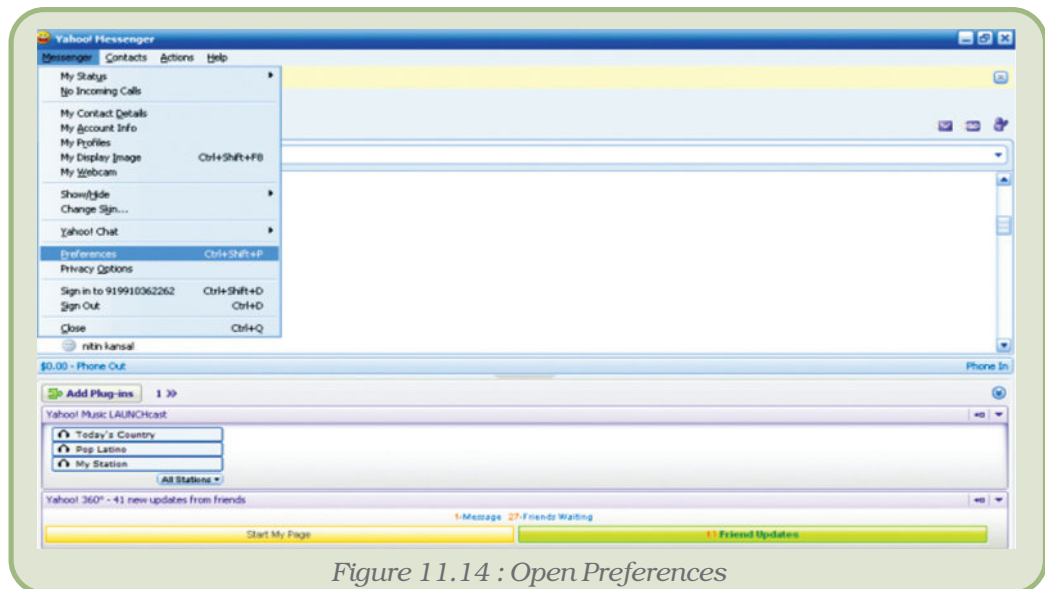 Yahoo! Messenger
Messenger Contacts Actions Help
My Status
No Incoming Calls
My Contact Details
My Account Info
My Profiles
My Display Image Ctrl+Shift+F8
My Webcam
Show/Hide
Change Skin...
Yahoo! Chat
Preferences Ctrl+Shift+P
Privacy Options
Sign in to 919910362262 Ctrl+Shift+D
Sign Out Ctrl+D
Close Ctrl+Q
nitin kansal
$0.00 - Phone Out Phone In
Add Plug-ins 1 »
Yahoo! Music LAUNCHcast
Today's Country
Pop Latino
My Station
All Stations
Yahoo! 360° - 41 new updates from friends
1-Message 27-Friends Waiting
Start My Page Friend Updates
Figure 11.14 : Open Preferences